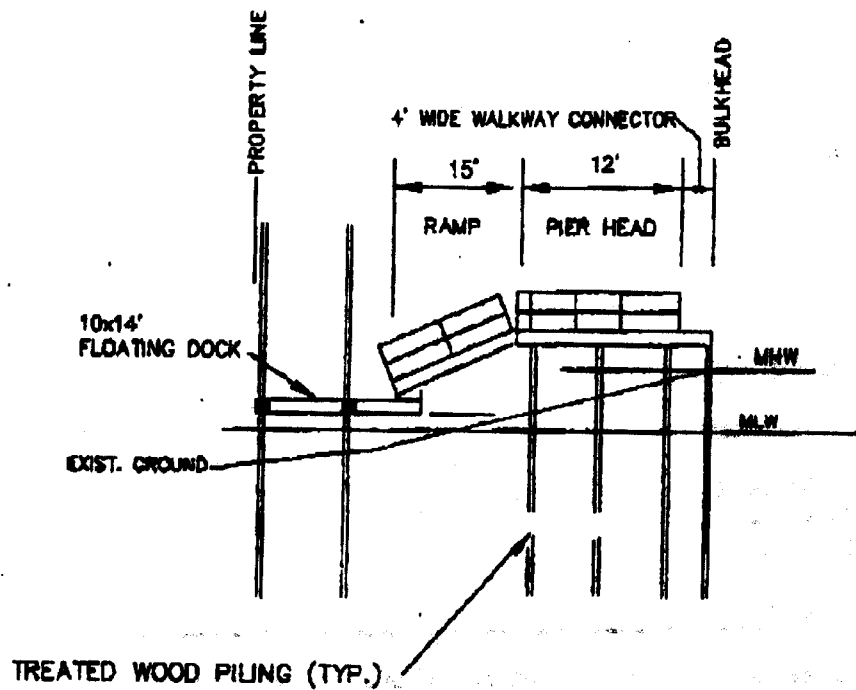 PROPERTY LINE
BULKHEAD
4' WIDE WALKWAY CONNECTOR
15'
12'
RAMP
PIER HEAD
10x14'
FLOATING DOCK
MHW
MLW
EXIST. GROUND
TREATED WOOD PILING (TYP.)